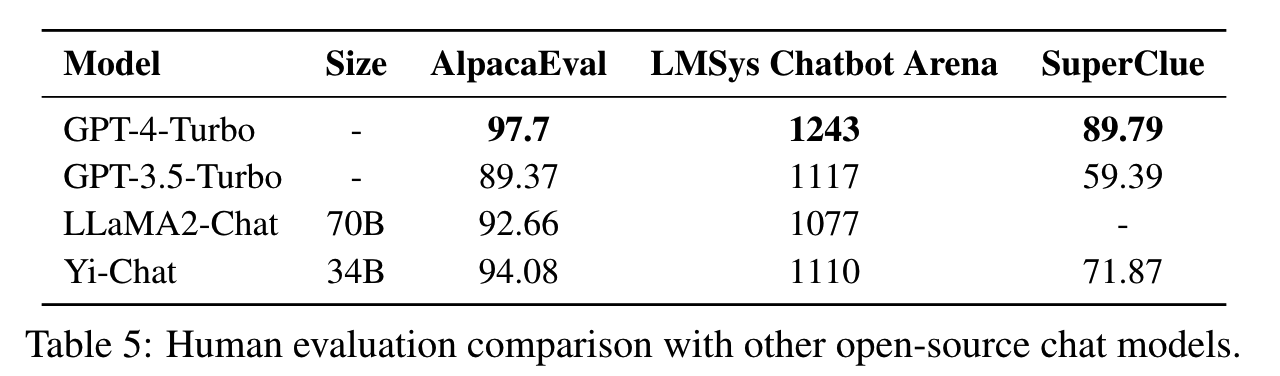 Model Size AlpacaEval LMSys Chatbot Arena SuperClue
GPT-4-Turbo - 97.7 1243 89.79
GPT-3.5-Turbo - 89.37 1117 59.39
LLaMA2-Chat 70B 92.66 1077 -
Yi-Chat 34B 94.08 1110 71.87
Table 5: Human evaluation comparison with other open-source chat models.